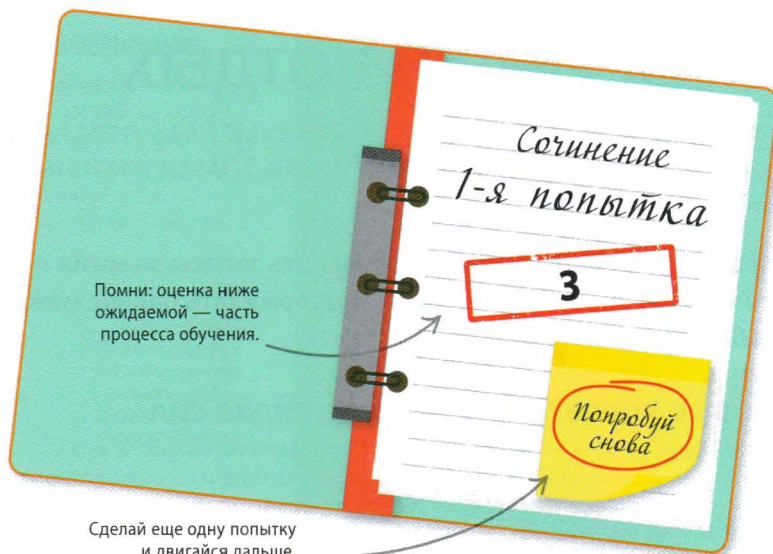 Сочинение
1-я попытка
3
Помни: оценка ниже
ожидаемой — часть
процесса обучения.
Попробуй
снова
Сделай еще одну попытку
и двигайся дальше